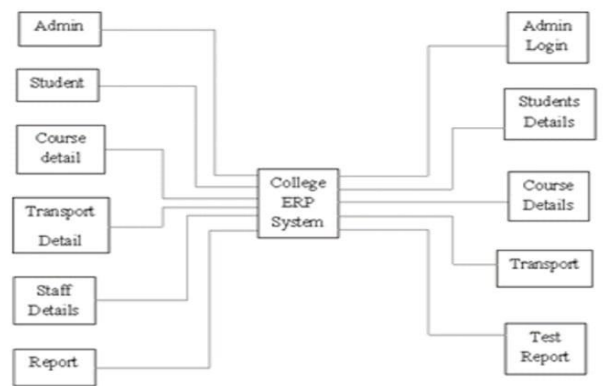 Admin
Student
Course
detail
Transport
Detail
Staff
Details
Report
College
ERP
System
Admin
Login
Students
Details
Course
Details
Transport
Test
Report